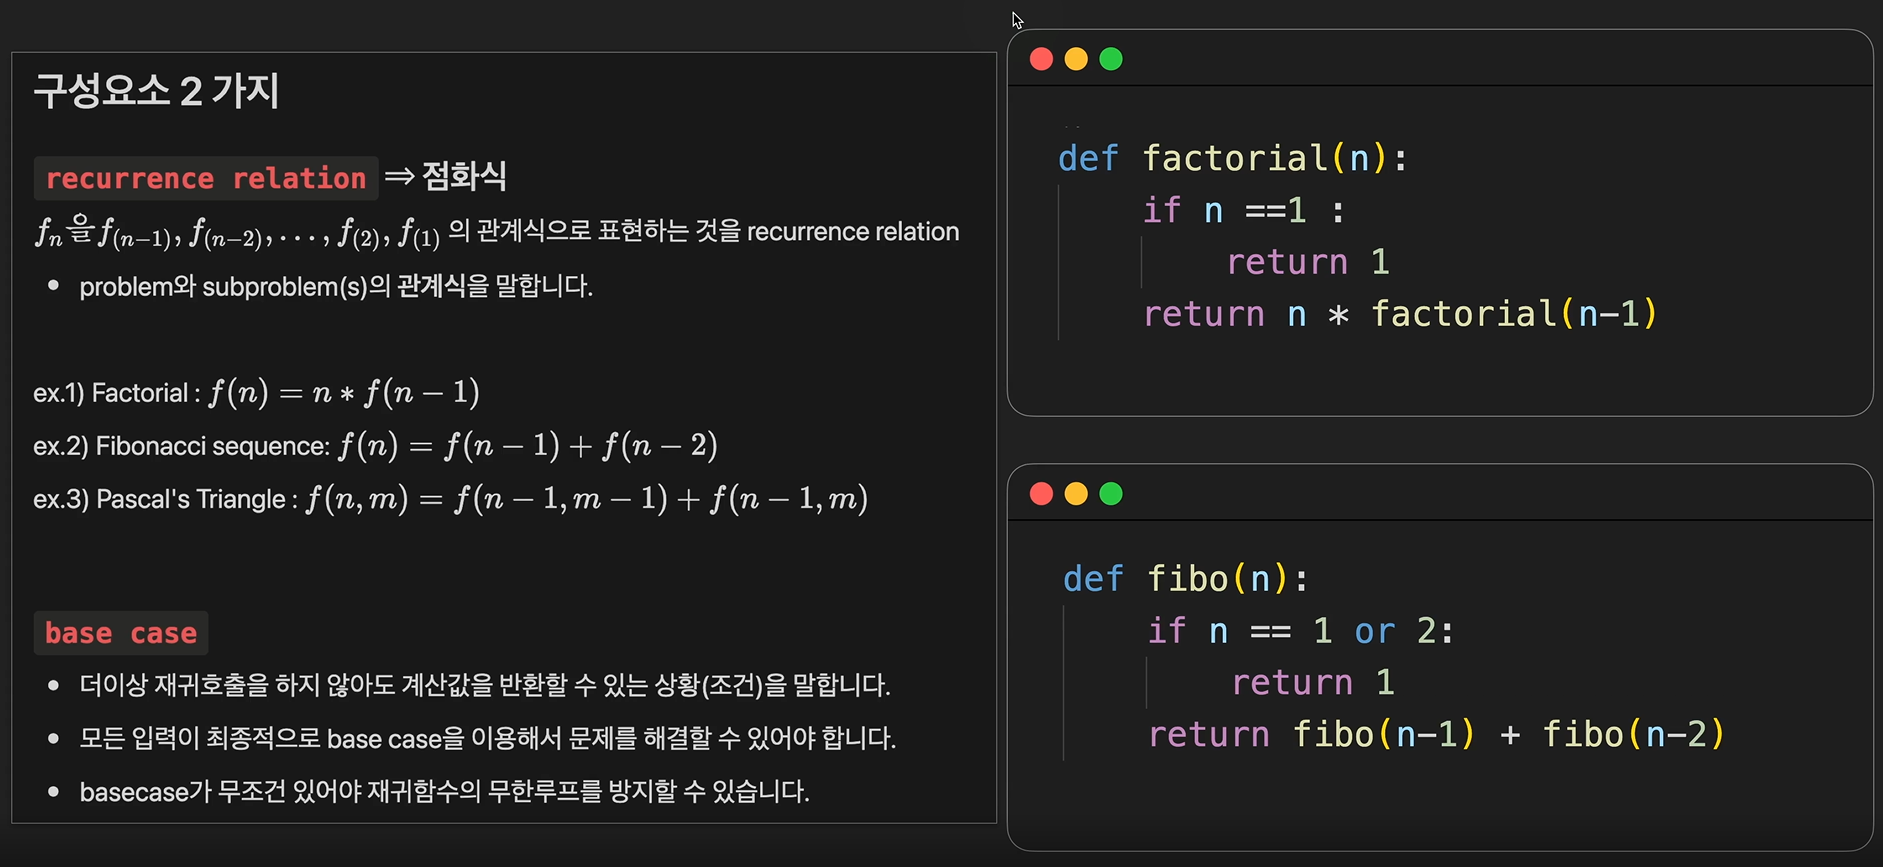 구성요소 2 가지
recurrence relation ⇒ 점화식
fₙ을f₍ₙ₋₁₎, f₍ₙ₋₂₎, . . . , f₍₂₎, f₍₁₎ 의 관계식으로 표현하는 것을 recurrence relation
• problem와 subproblem(s)의 관계식을 말합니다.
ex.1) Factorial : f(n) = n * f(n − 1)
ex.2) Fibonacci sequence: f(n) = f(n − 1) + f(n − 2)
ex.3) Pascal's Triangle : f(n, m) = f(n − 1, m − 1) + f(n − 1, m)
base case
• 더이상 재귀호출을 하지 않아도 계산값을 반환할 수 있는 상황(조건)을 말합니다.
• 모든 입력이 최종적으로 base case을 이용해서 문제를 해결할 수 있어야 합니다.
• basecase가 무조건 있어야 재귀함수의 무한루프를 방지할 수 있습니다.
def factorial(n):
if n ==1 :
return 1
return n * factorial(n-1)
def fibo(n):
if n == 1 or 2:
return 1
return fibo(n-1) + fibo(n-2)